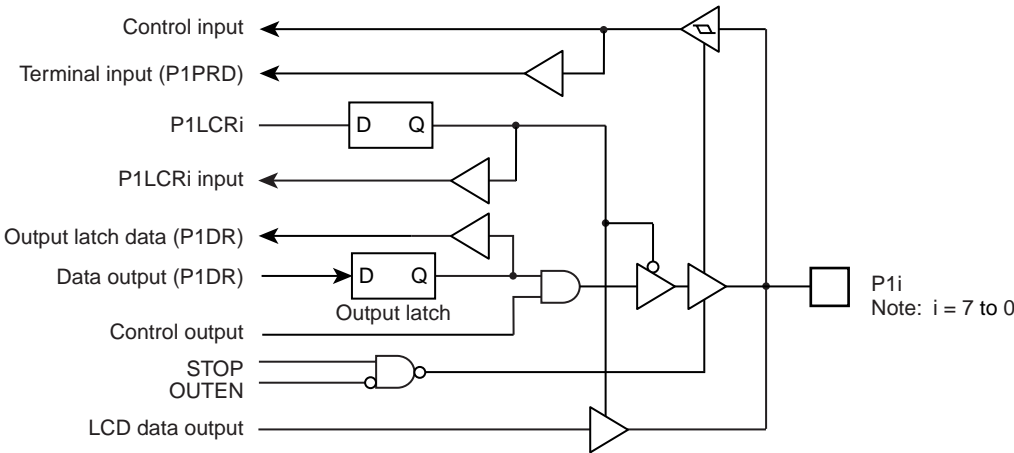 Control input
Terminal input (P1PRD)
P1LCRi
D Q
P1LCRi input
Output latch data (P1DR)
Data output (P1DR)
D Q
Output latch
P1i
Note: i = 7 to 0
Control output
STOP
OUTEN
LCD data output